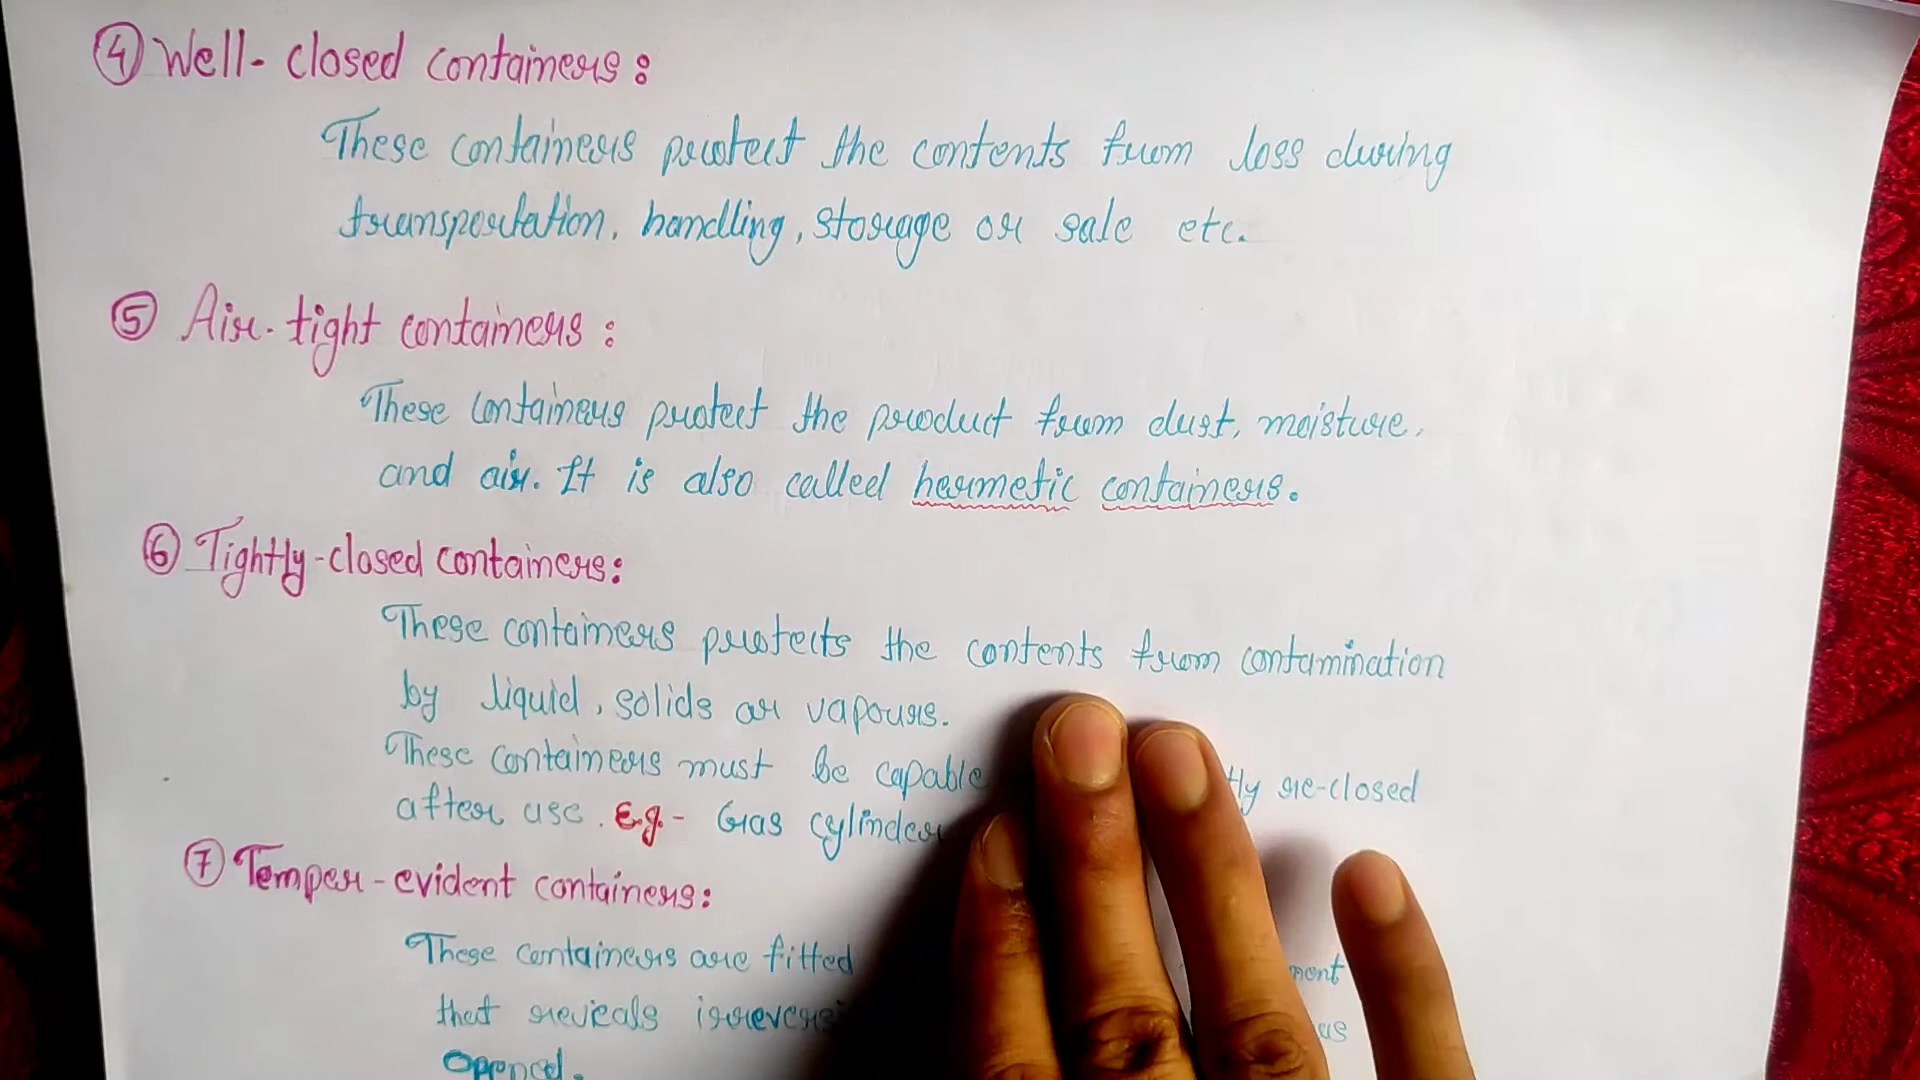 ④ Well-closed containers:
These containers protect the contents from loss during
transportation, handling, storage or sale etc.
⑤ Air-tight containers:
These containers protect the product from dust, moisture,
and air. It is also called hermetic containers.
⑥ Tightly-closed containers:
These containers protects the contents from contamination
by liquid, solids or vapours.
These containers must be capable re-closed
after use. E.g.- Gas cylinder
⑦ Temper-evident containers:
These containers are fitted
that reveals
Opened.